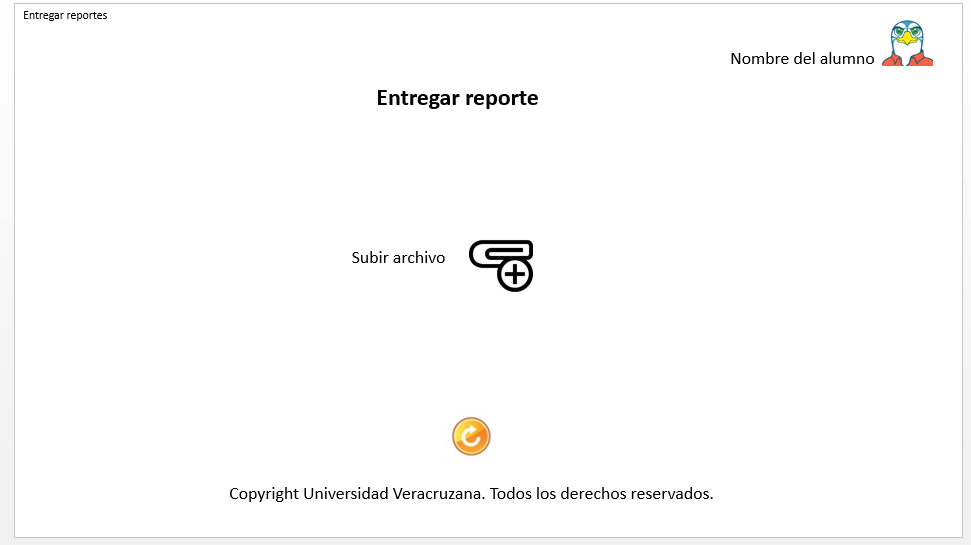 Entregar reportes
Nombre del alumno
Entregar reporte
Subir archivo
Copyright Universidad Veracruzana. Todos los derechos reservados.